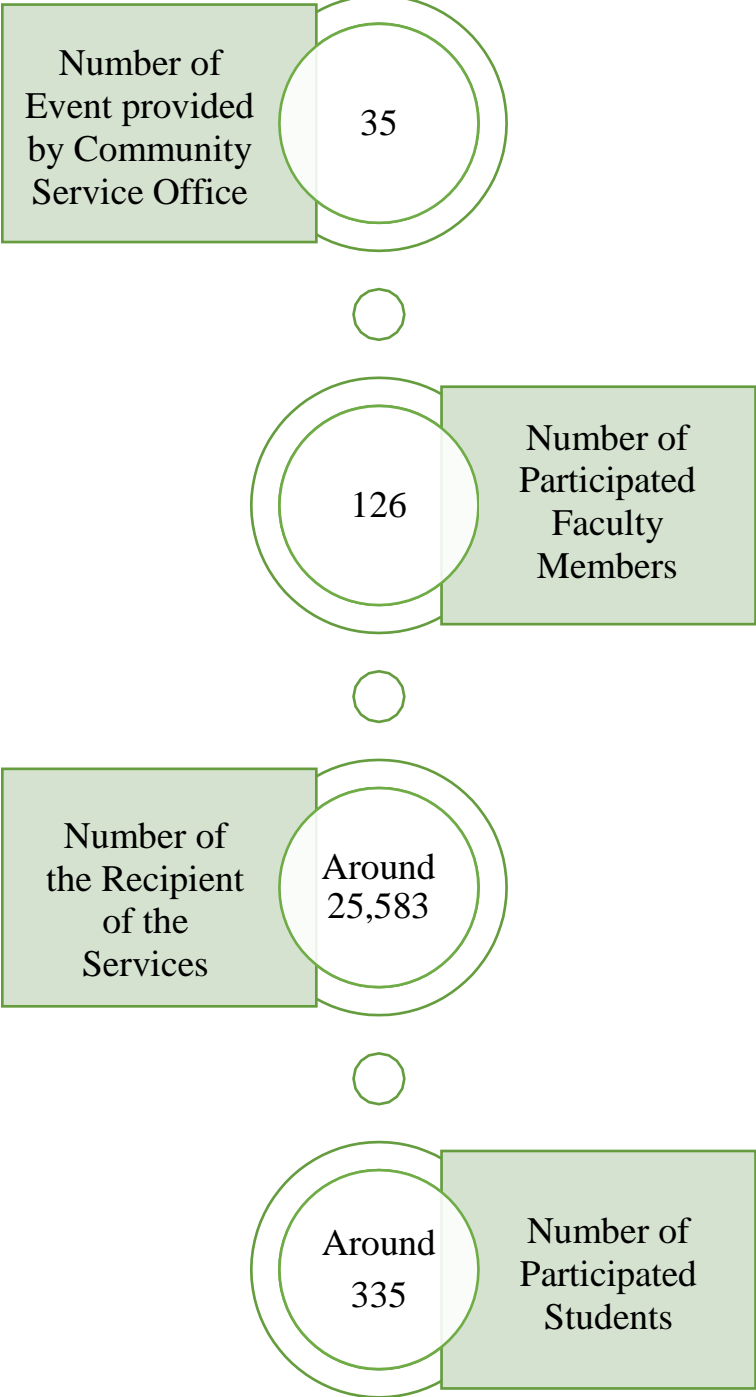 Number of
Event provided
by Community
Service Office
35
126
Number of
Participated
Faculty
Members
Number of
the Recipient
of the
Services
Around
25,583
Around
335
Number of
Participated
Students